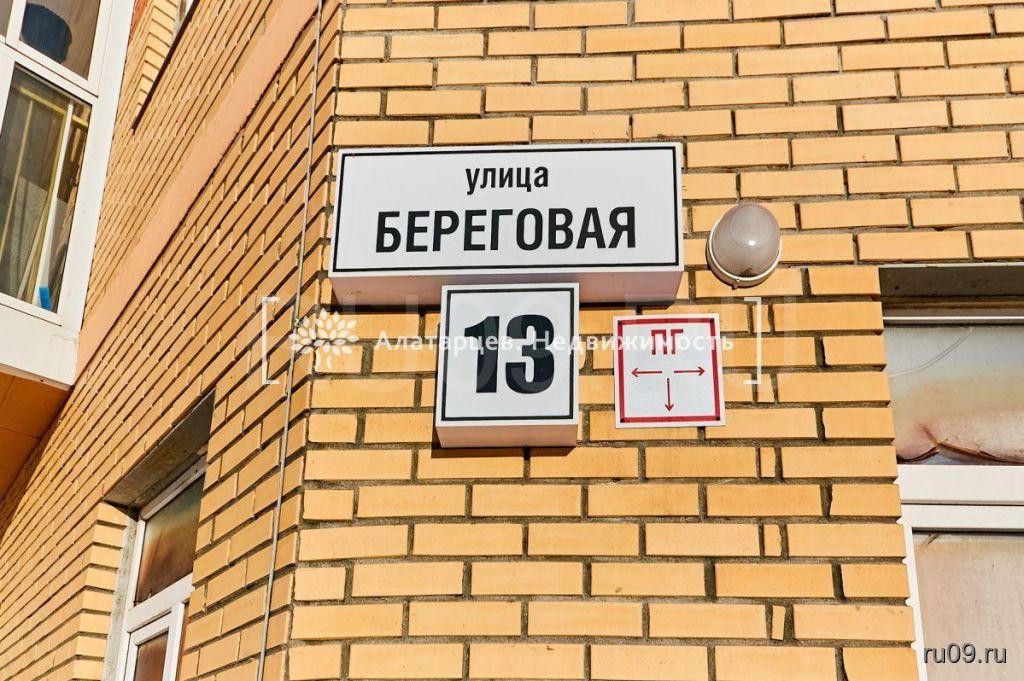 улица
БЕРЕГОВАЯ
13
ПГ
Алатарцев. Недвижимость
ru09.ru